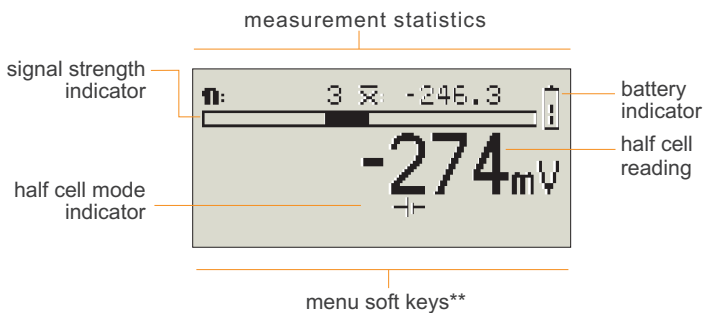 measurement statistics
signal strength
indicator
n: 3 x̅: -246.3
battery
indicator
-274mV
half cell
reading
half cell mode
indicator
menu soft keys**